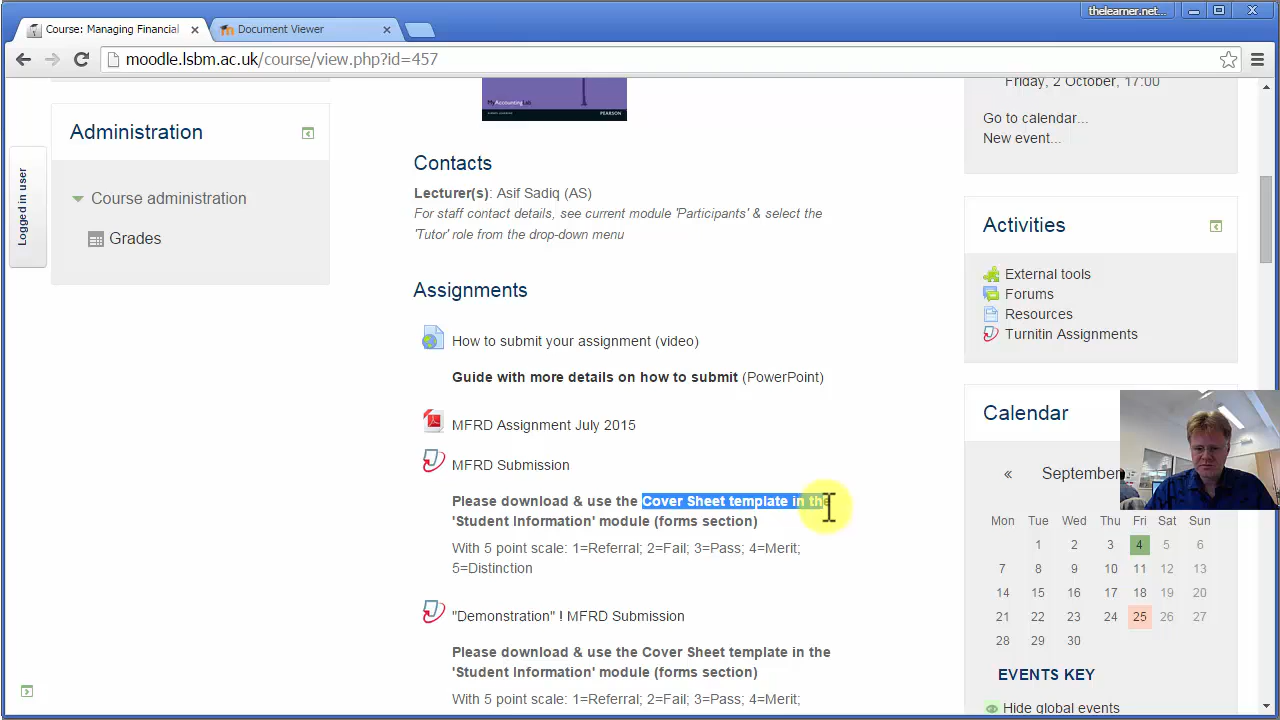 thelearner.net...
Course: Managing Financial
Document Viewer
moodle.lsbm.ac.uk/course/view.php?id=457
Logged in user
Administration
Course administration
Grades
MyAccountingLab
PEARSON
Contacts
Lecturer(s): Asif Sadiq (AS)
For staff contact details, see current module 'Participants' & select the
'Tutor' role from the drop-down menu
Assignments
How to submit your assignment (video)
Guide with more details on how to submit (PowerPoint)
MFRD Assignment July 2015
MFRD Submission
Please download & use the Cover Sheet template in the
'Student Information' module (forms section)
With 5 point scale: 1=Referral; 2=Fail; 3=Pass; 4=Merit;
5=Distinction
"Demonstration" ! MFRD Submission
Please download & use the Cover Sheet template in the
'Student Information' module (forms section)
With 5 point scale: 1=Referral; 2=Fail; 3=Pass; 4=Merit;
Friday, 2 October, 17:00
Go to calendar...
New event...
Activities
External tools
Forums
Resources
Turnitin Assignments
Calendar
« September
Mon Tue Wed Thu Fri Sat Sun
1 2 3 4 5 6
7 8 9 10 11 12 13
14 15 16 17 18 19 20
21 22 23 24 25 26 27
28 29 30
EVENTS KEY
Hide global events